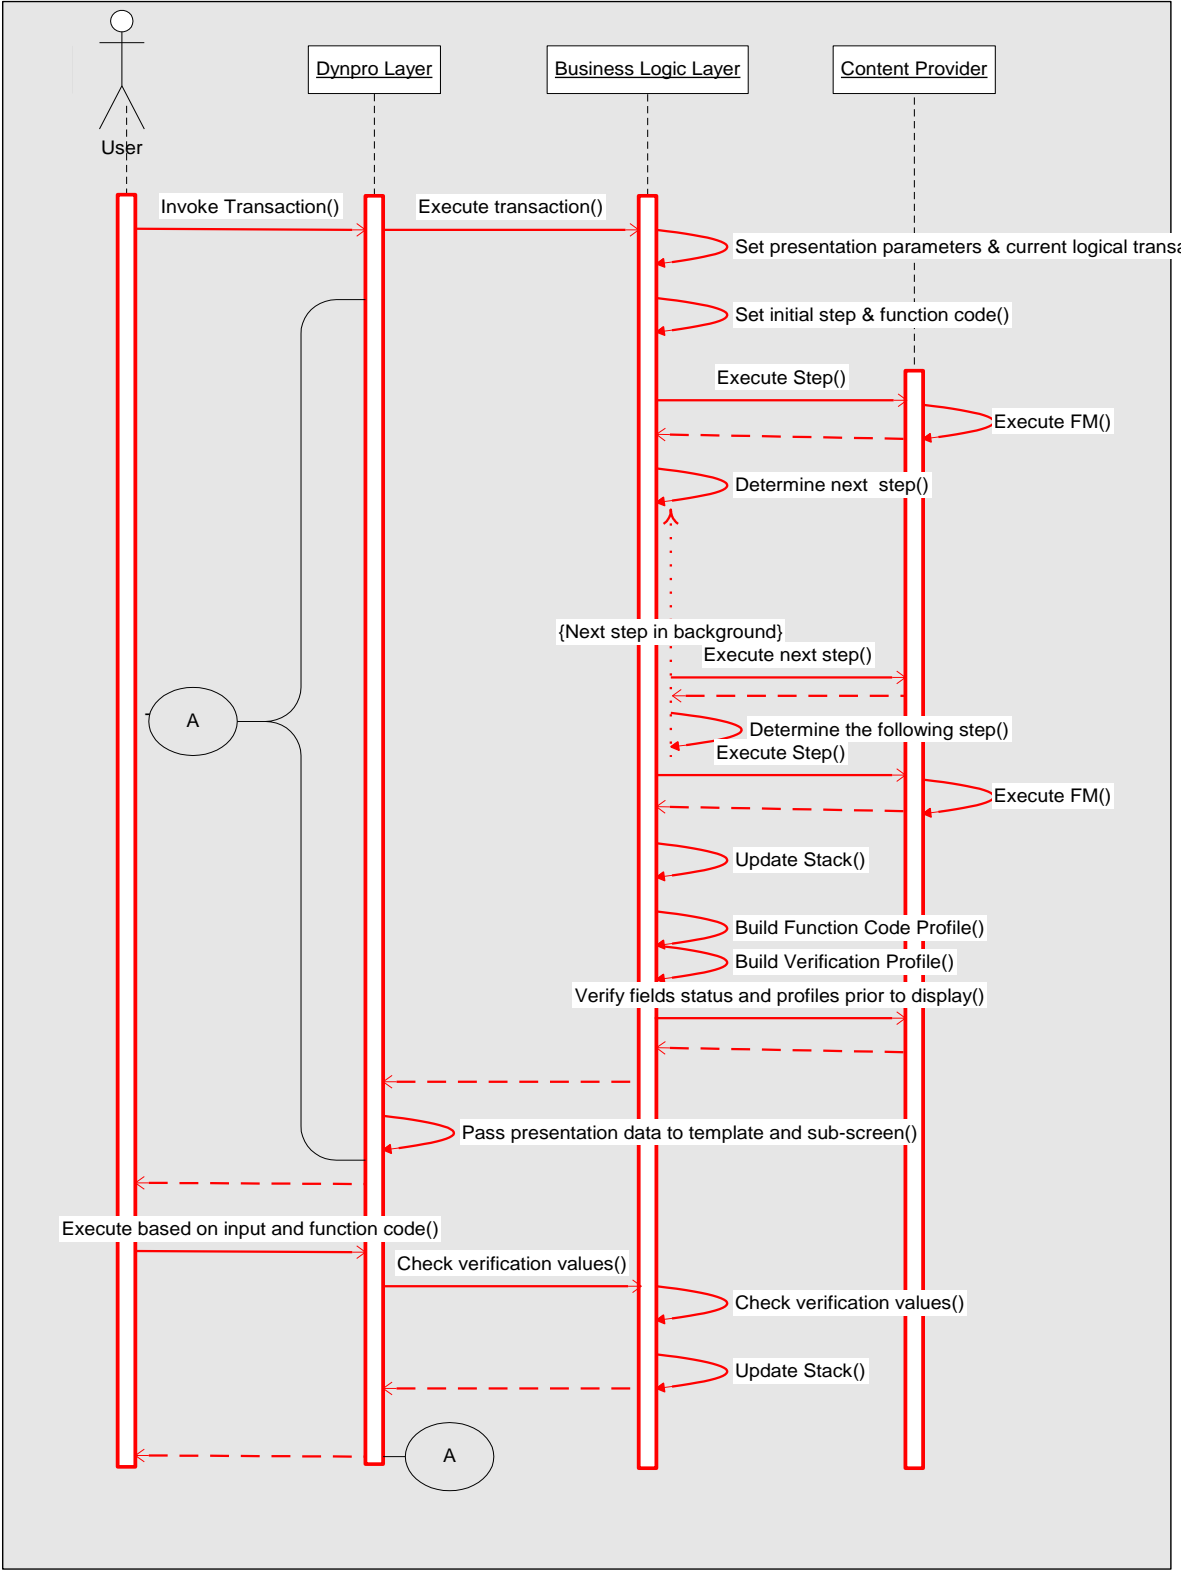 Dynpro Layer
Business Logic Layer
Content Provider
User
Invoke Transaction()
Execute transaction()
Set presentation parameters & current logical
Set initial step & function code()
Execute Step()
Execute FM()
Determine next  step()
{Next step in background}
Execute next step()
A
Determine the following step()
Execute Step()
Execute FM()
Update Stack()
Build Function Code Profile()
Build Verification Profile()
Verify fields status and profiles prior to display()
Pass presentation data to template and sub-screen()
Execute based on input and function code()
Check verification values()
Check verification values()
Update Stack()
A